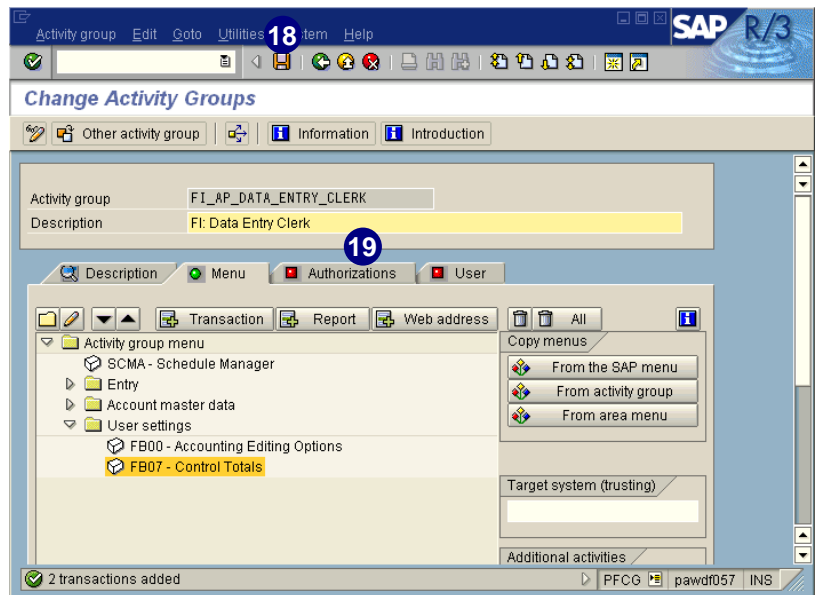 Activity group Edit Goto Utilities 18 tem Help
SAP R/3
Change Activity Groups
Other activity group Information Introduction
Activity group FI_AP_DATA_ENTRY_CLERK
Description FI: Data Entry Clerk
19
Description Menu Authorizations User
Transaction Report Web address All
Activity group menu
Copy menus
SCMA - Schedule Manager
From the SAP menu
Entry
From activity group
Account master data
From area menu
User settings
FB00 - Accounting Editing Options
FB07 - Control Totals
Target system (trusting)
Additional activities
2 transactions added PFCG pawdf057 INS